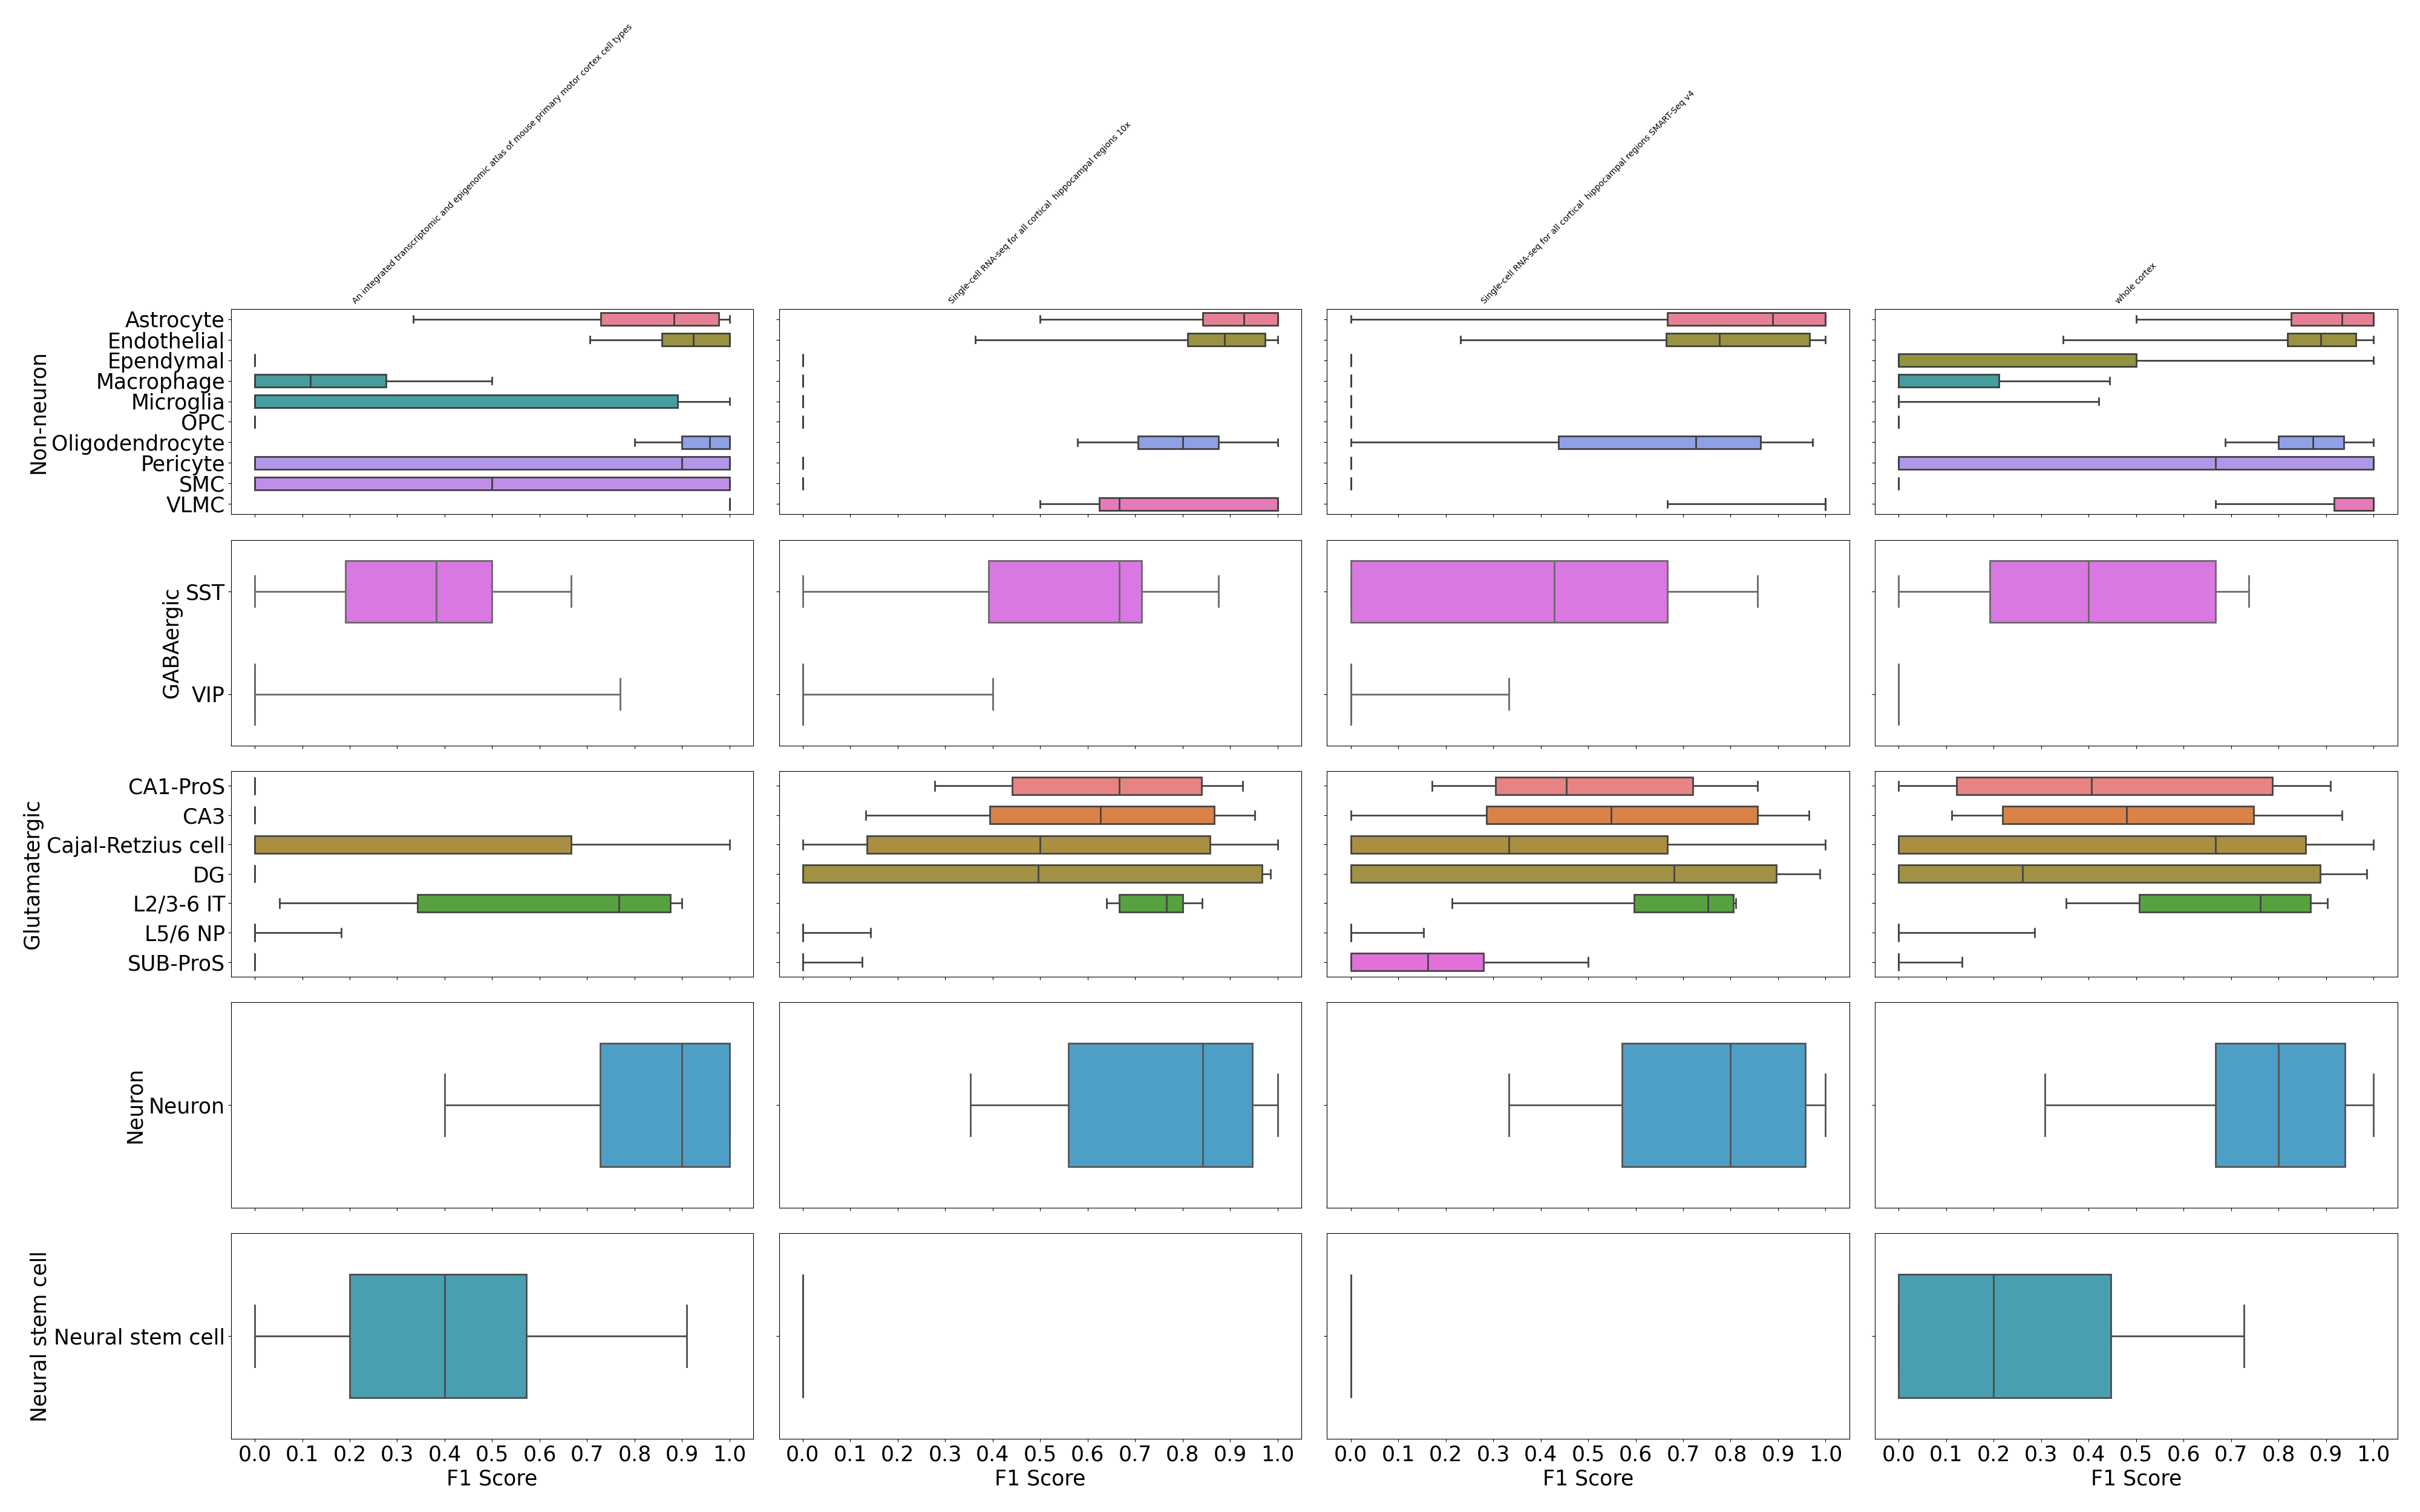 An integrated transcriptomic and epigenomic atlas of mouse primary motor cortex cell types
Single-cell RNA-seq for all cortical  hippocampal regions 10x
Single-cell RNA-seq for all cortical  hippocampal regions SMART-Seq v4
whole cortex
Non-neuron
Astrocyte
Endothelial
Ependymal
Macrophage
Microglia
OPC
Oligodendrocyte
Pericyte
SMC
VLMC
GABAergic
SST
VIP
Glutamatergic
CA1-ProS
CA3
Cajal-Retzius cell
DG
L2/3-6 IT
L5/6 NP
SUB-ProS
Neuron
Neuron
Neural stem cell
Neural stem cell
0.0 0.1 0.2 0.3 0.4 0.5 0.6 0.7 0.8 0.9 1.0
F1 Score
0.0 0.1 0.2 0.3 0.4 0.5 0.6 0.7 0.8 0.9 1.0
F1 Score
0.0 0.1 0.2 0.3 0.4 0.5 0.6 0.7 0.8 0.9 1.0
F1 Score
0.0 0.1 0.2 0.3 0.4 0.5 0.6 0.7 0.8 0.9 1.0
F1 Score